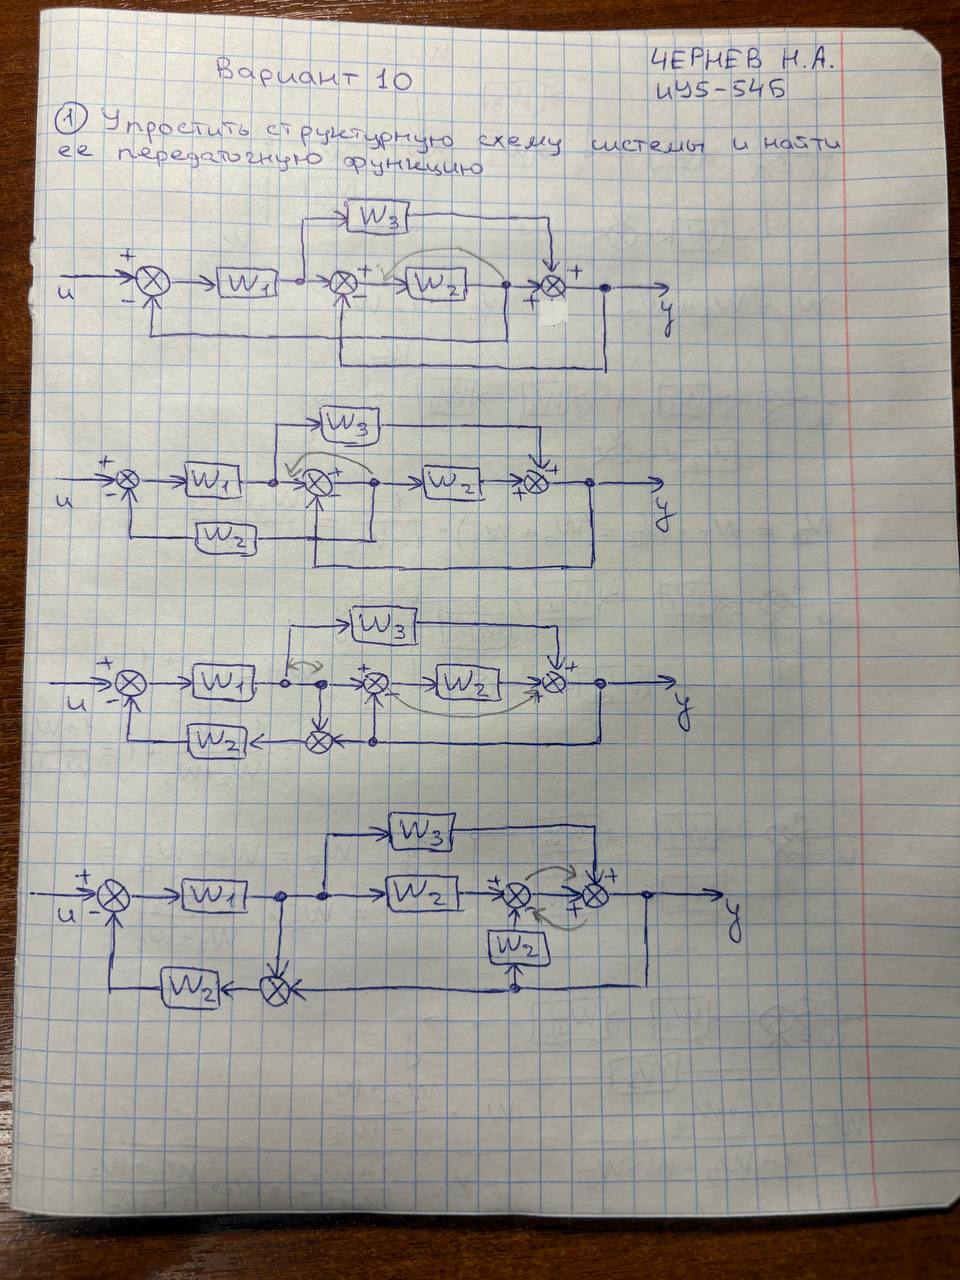 Вариант 10
ЧЕРНЕВ Н.А.
ИУ5-54Б
① Упростить структурную схему системы и найти
ее передаточную функцию
W3
+ W1 + W2 +
u - - + y
W3
+ W1 + W2 +
u - - + y
W2
W3
+ W1 + W2 +
u - - + y
W2
W3
+ W1 W2 + +
u - - + y
W2
W2